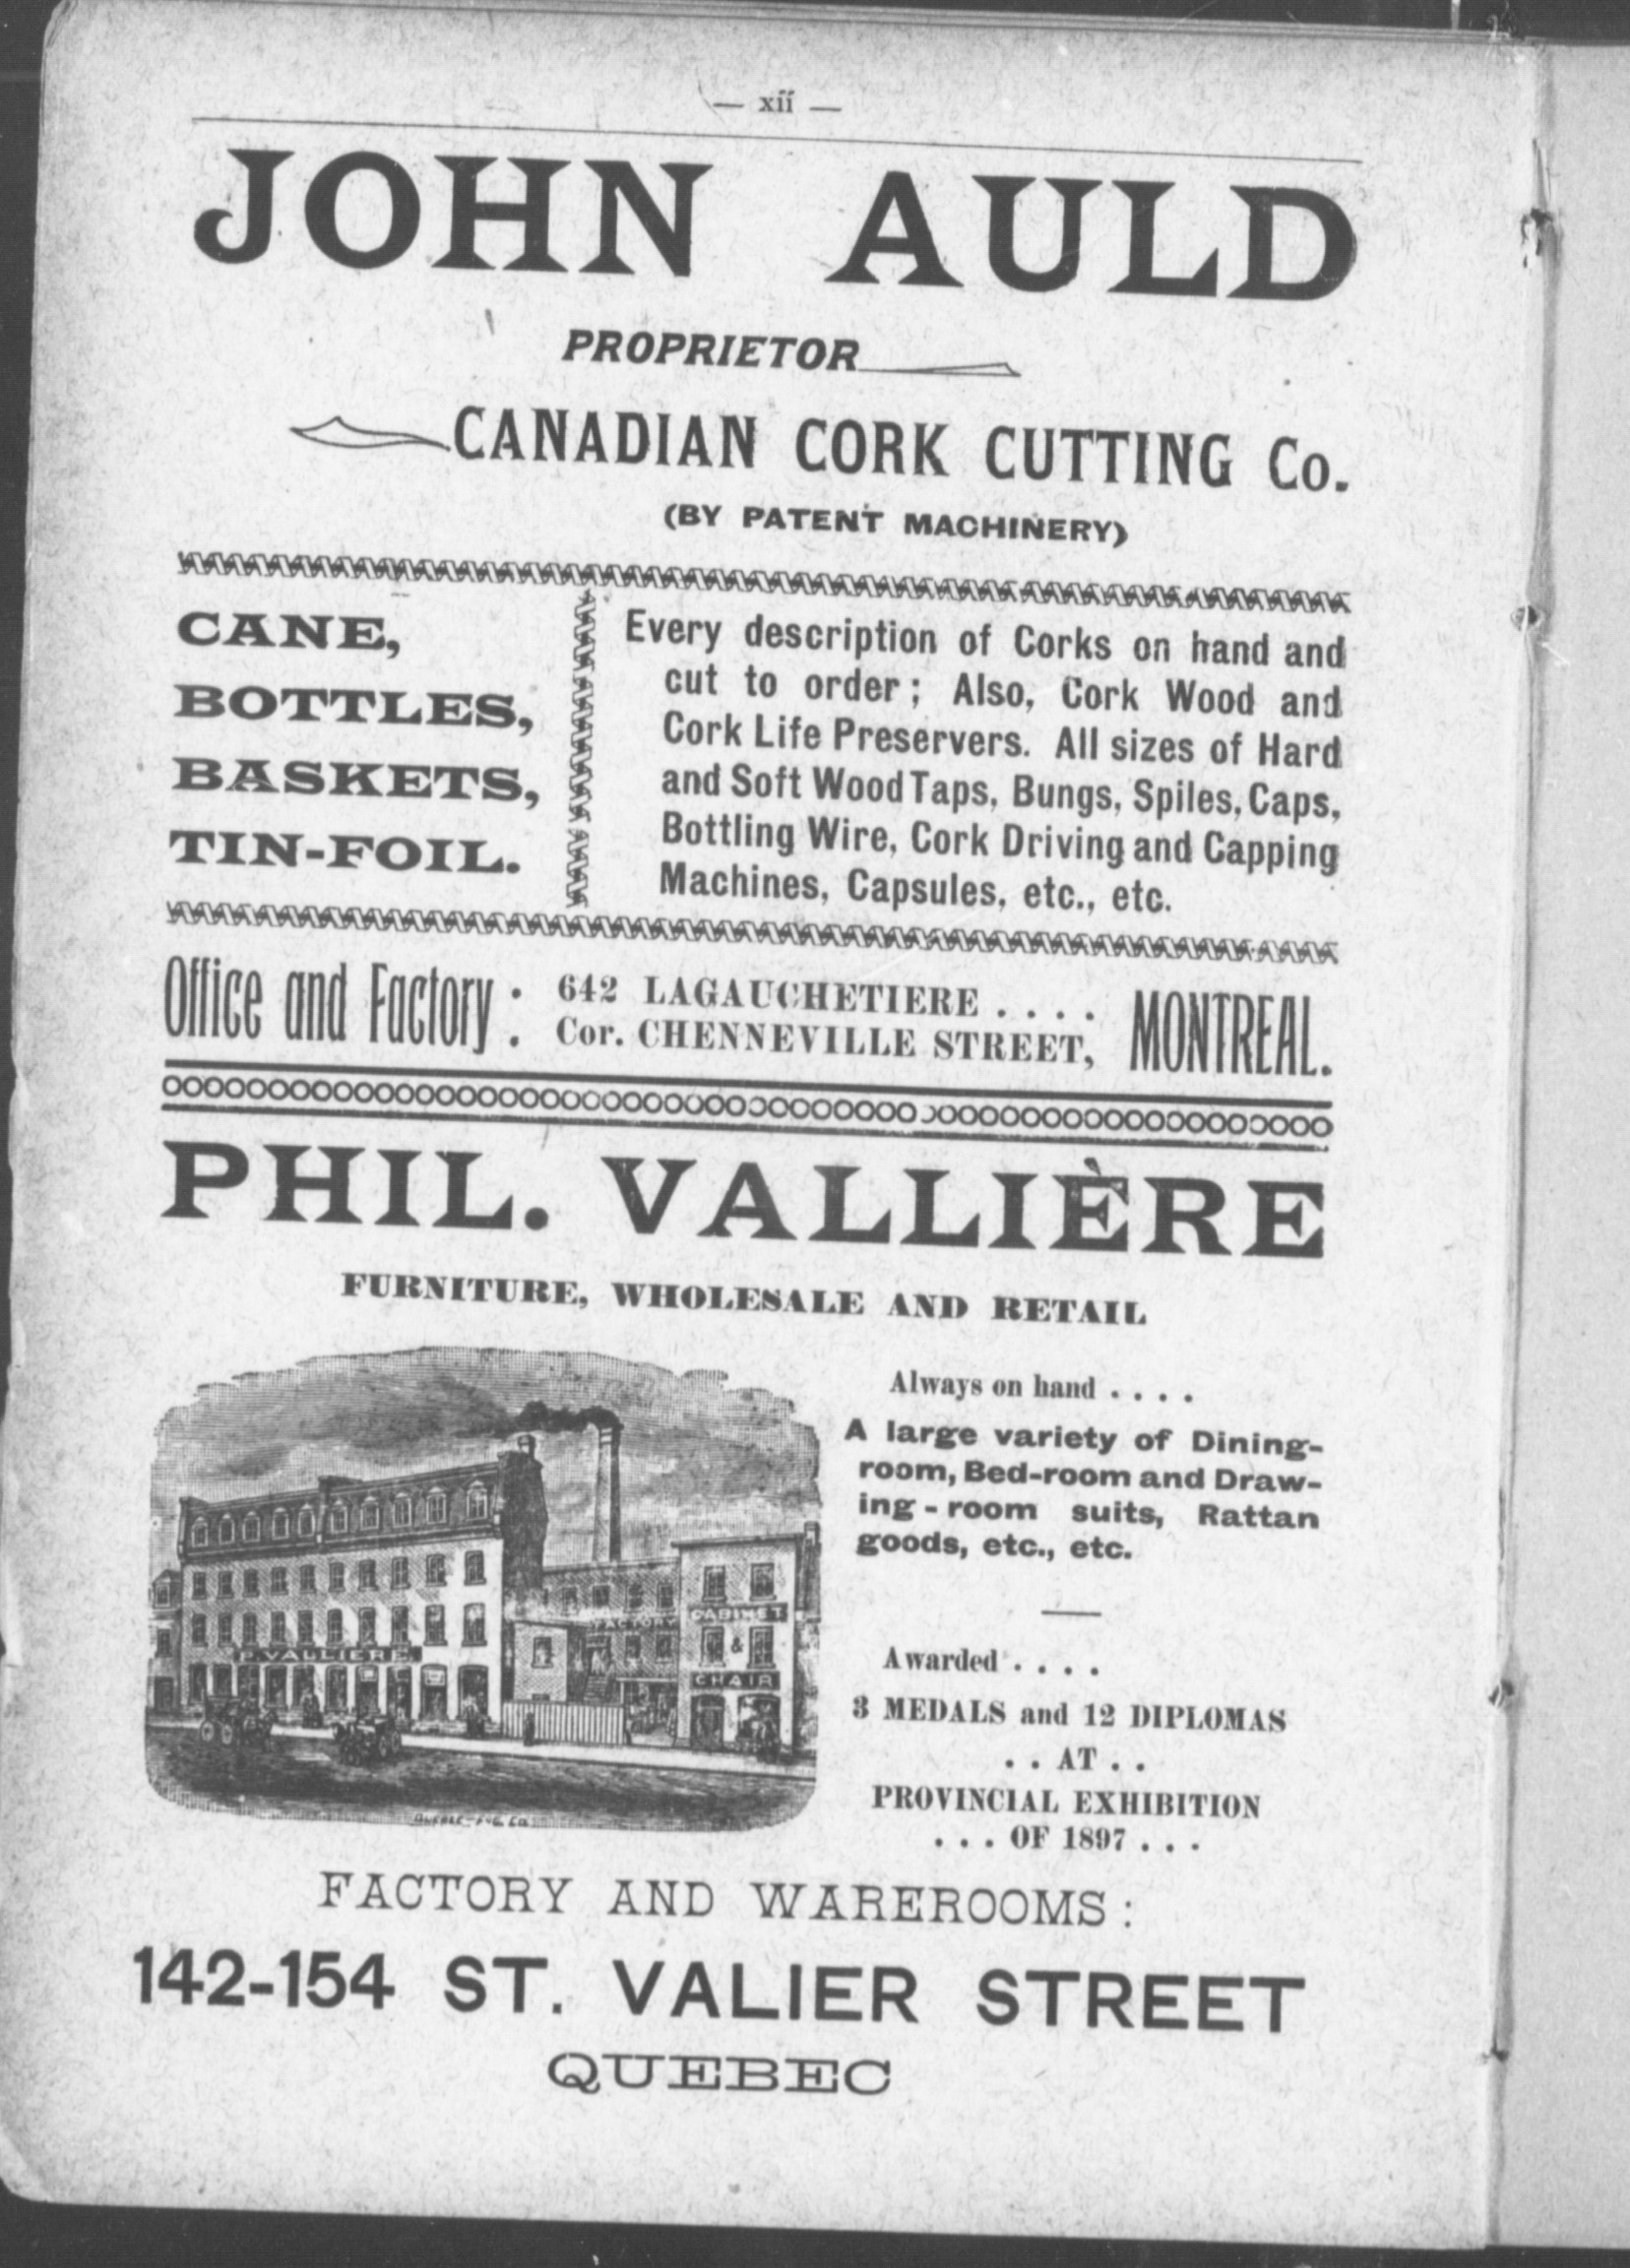 — xii —
JOHN AULD
PROPRIETOR
CANADIAN CORK CUTTING Co.
(BY PATENT MACHINERY)
CANE,
BOTTLES,
BASKETS,
TIN-FOIL.
Every description of Corks on hand and
cut to order; Also, Cork Wood and
Cork Life Preservers. All sizes of Hard
and Soft Wood Taps, Bungs, Spiles, Caps,
Bottling Wire, Cork Driving and Capping
Machines, Capsules, etc., etc.
Office and Factory :
642 LAGAUCHETIERE . . . .
Cor. CHENNEVILLE STREET,
MONTREAL.
PHIL. VALLIÈRE
FURNITURE, WHOLESALE AND RETAIL
P. VALLIERE
FACTORY
CABINET
&
CHAIR
Always on hand . . . .
A large variety of Dining-
room, Bed-room and Draw-
ing - room suits, Rattan
goods, etc., etc.
Awarded . . . .
3 MEDALS and 12 DIPLOMAS
. . AT . .
PROVINCIAL EXHIBITION
. . . OF 1897 . . .
FACTORY AND WAREROOMS :
142-154 ST. VALIER STREET
QUEBEC